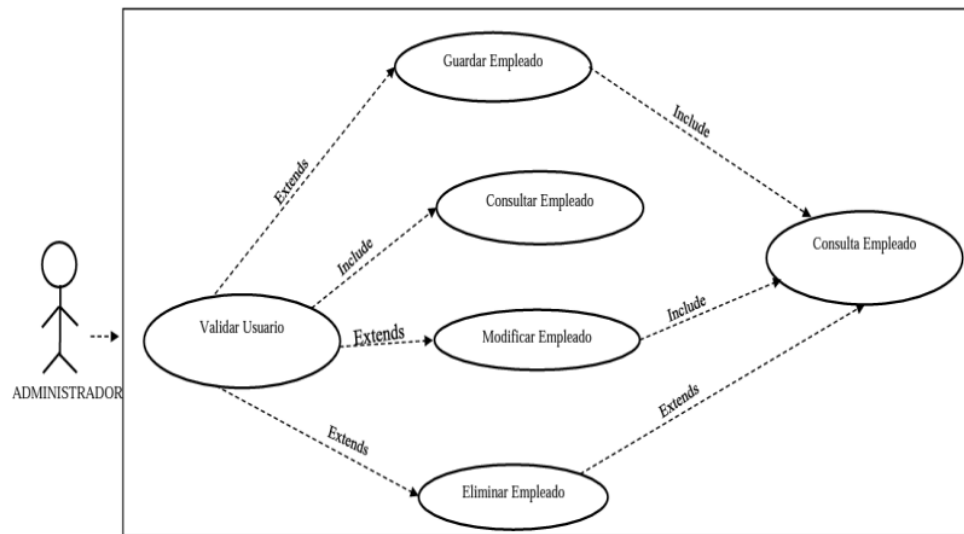 Guardar Empleado
Include
Extends
Consultar Empleado
Consulta Empleado
Include
Validar Usuario
Extends
Modificar Empleado
Include
ADMINISTRADOR
Extends
Extends
Eliminar Empleado